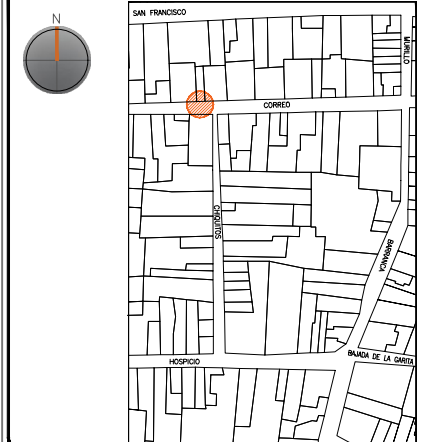 N
SAN FRANCISCO
MURILLO
CORREO
CHIQUITOS
BARRANCA
HOSPICIO
BAJADA DE LA GARITA